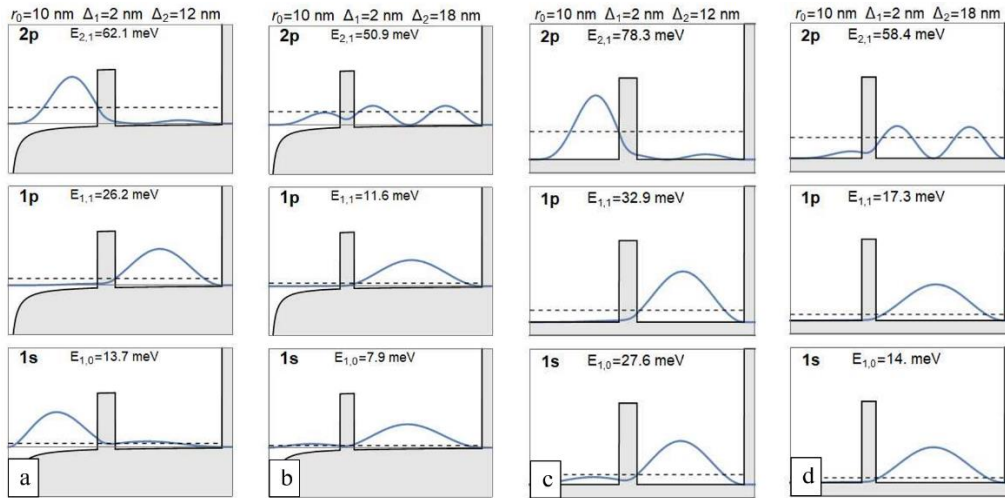 r₀=10 nm Δ₁=2 nm Δ₂=12 nm
2p E₂,₁=62.1 meV
1p E₁,₁=26.2 meV
1s E₁,₀=13.7 meV
a
r₀=10 nm Δ₁=2 nm Δ₂=18 nm
2p E₂,₁=50.9 meV
1p E₁,₁=11.6 meV
1s E₁,₀=7.9 meV
b
r₀=10 nm Δ₁=2 nm Δ₂=12 nm
2p E₂,₁=78.3 meV
1p E₁,₁=32.9 meV
1s E₁,₀=27.6 meV
c
r₀=10 nm Δ₁=2 nm Δ₂=18 nm
2p E₂,₁=58.4 meV
1p E₁,₁=17.3 meV
1s E₁,₀=14. meV
d